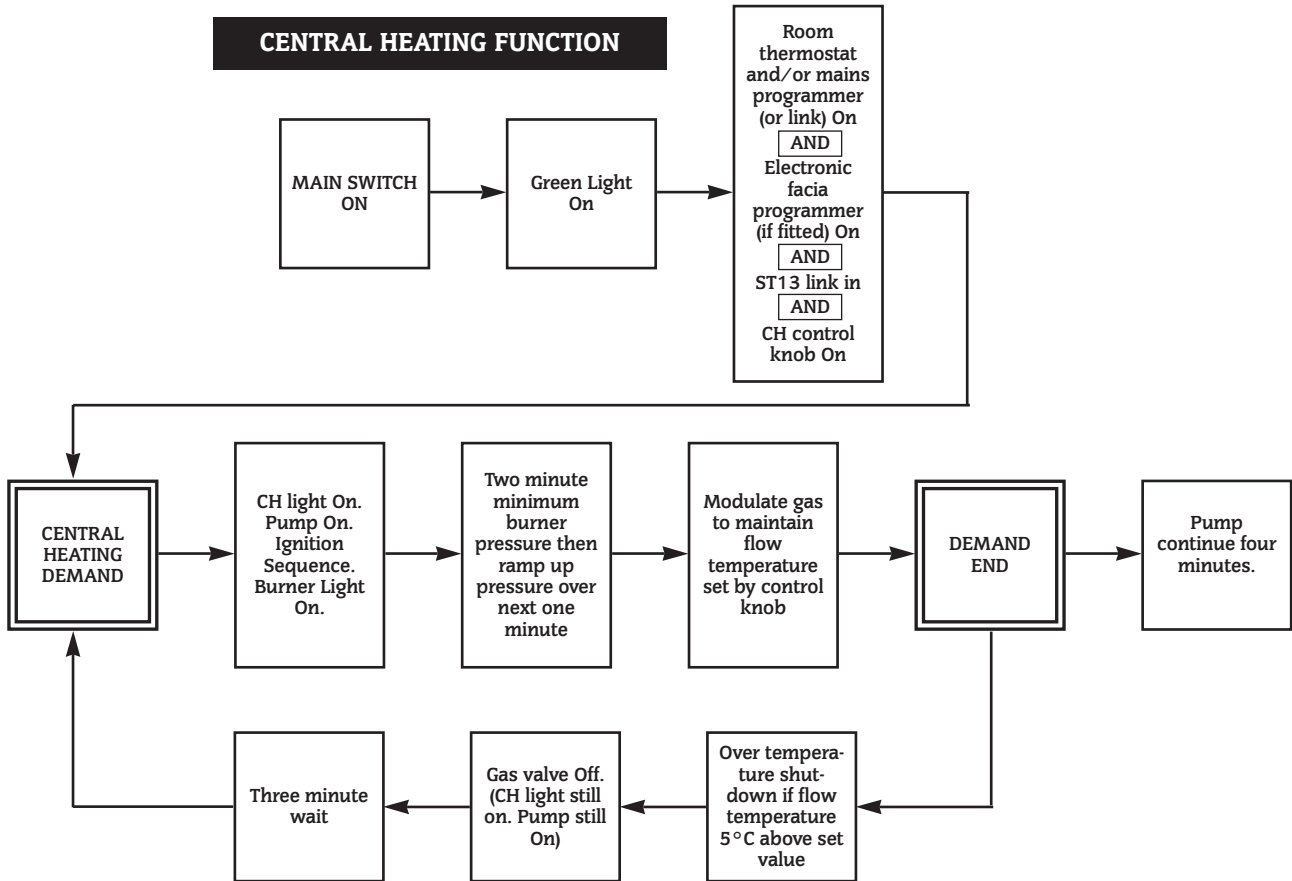 CENTRAL HEATING FUNCTION
MAIN SWITCH
ON
Green Light
On
Room
thermostat
and/or mains
programmer
(or link) On
AND
Electronic
facia
programmer
(if fitted) On
AND
ST13 link in
AND
CH control
knob On
CENTRAL
HEATING
DEMAND
CH light On.
Pump On.
Ignition
Sequence.
Burner Light
On.
Two minute
minimum
burner
pressure then
ramp up
pressure over
next one
minute
Modulate gas
to maintain
flow
temperature
set by control
knob
DEMAND
END
Pump
continue four
minutes.
Over tempera-
ture shut-
down if flow
temperature
5°C above set
value
Gas valve Off.
(CH light still
on. Pump still
On)
Three minute
wait